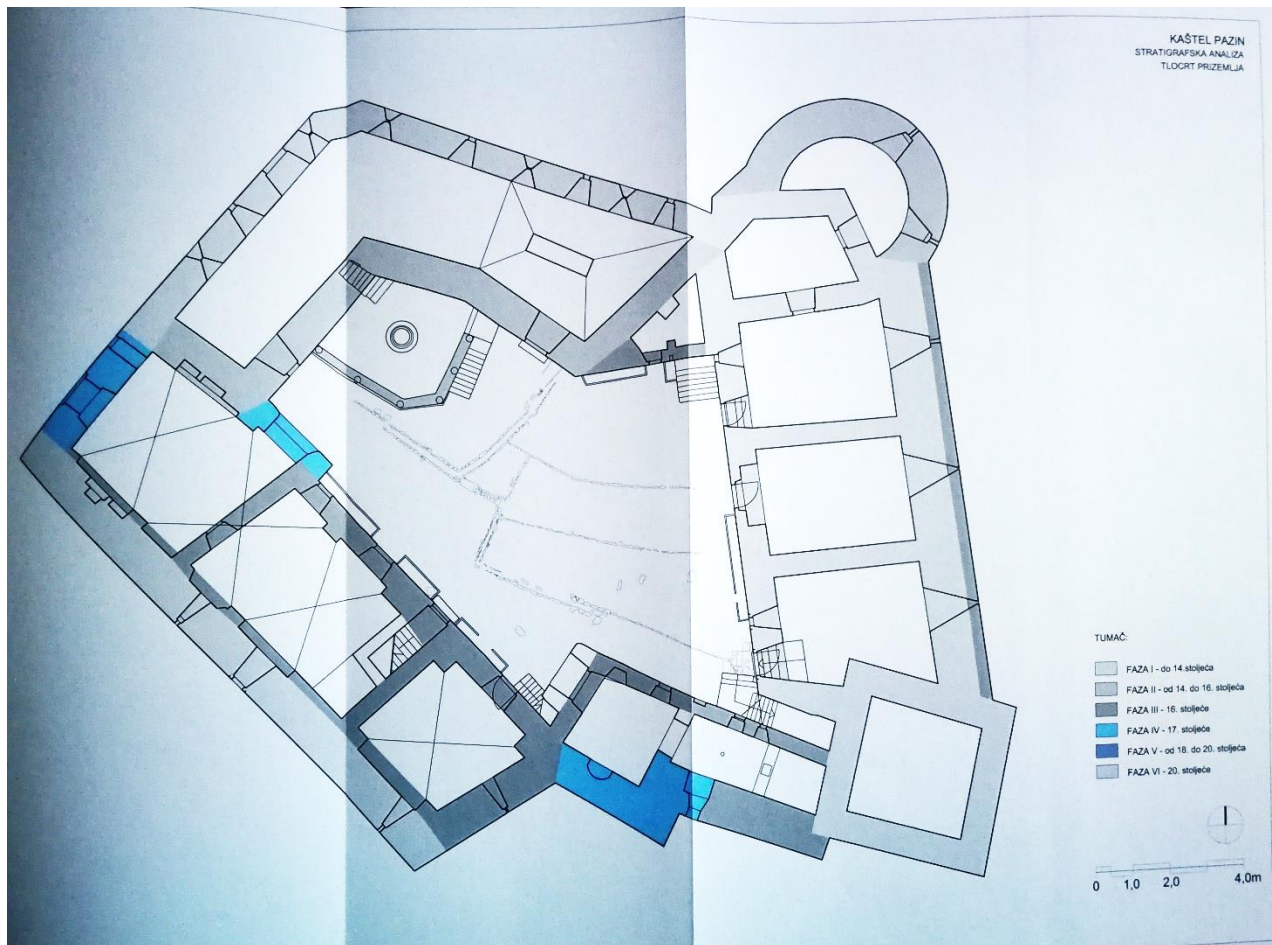 KAŠTEL PAZIN
STRATIGRAFSKA ANALIZA
TLOCRT PRIZEMLJA
TUMAČ:
FAZA I - do 14.stoljeća
FAZA II - od 14. do 16. stoljeća
FAZA III - 16. stoljeće
FAZA IV - 17. stoljeće
FAZA V - od 18. do 20. stoljeća
FAZA VI - 20. stoljeće
0 1,0 2,0 4,0m